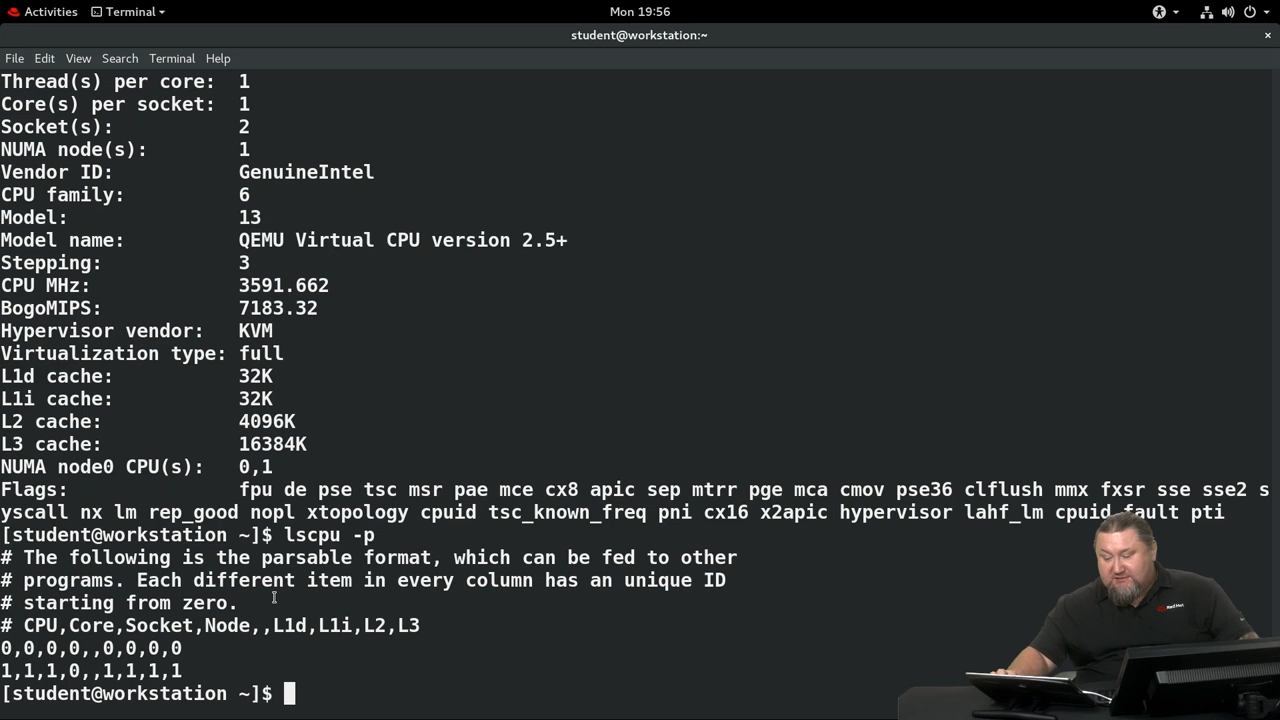 Activities Terminal Mon 19:56
student@workstation:~ ×
File Edit View Search Terminal Help
Thread(s) per core: 1
Core(s) per socket: 1
Socket(s): 2
NUMA node(s): 1
Vendor ID: GenuineIntel
CPU family: 6
Model: 13
Model name: QEMU Virtual CPU version 2.5+
Stepping: 3
CPU MHz: 3591.662
BogoMIPS: 7183.32
Hypervisor vendor: KVM
Virtualization type: full
L1d cache: 32K
L1i cache: 32K
L2 cache: 4096K
L3 cache: 16384K
NUMA node0 CPU(s): 0,1
Flags: fpu de pse tsc msr pae mce cx8 apic sep mtrr pge mca cmov pse36 clflush mmx fxsr sse sse2 s
yscall nx lm rep_good nopl xtopology cpuid tsc_known_freq pni cx16 x2apic hypervisor lahf_lm cpuid_fault pti
[student@workstation ~]$ lscpu -p
# The following is the parsable format, which can be fed to other
# programs. Each different item in every column has an unique ID
# starting from zero.
# CPU,Core,Socket,Node,,L1d,L1i,L2,L3
0,0,0,0,,0,0,0,0
1,1,1,0,,1,1,1,1
[student@workstation ~]$
Red Hat